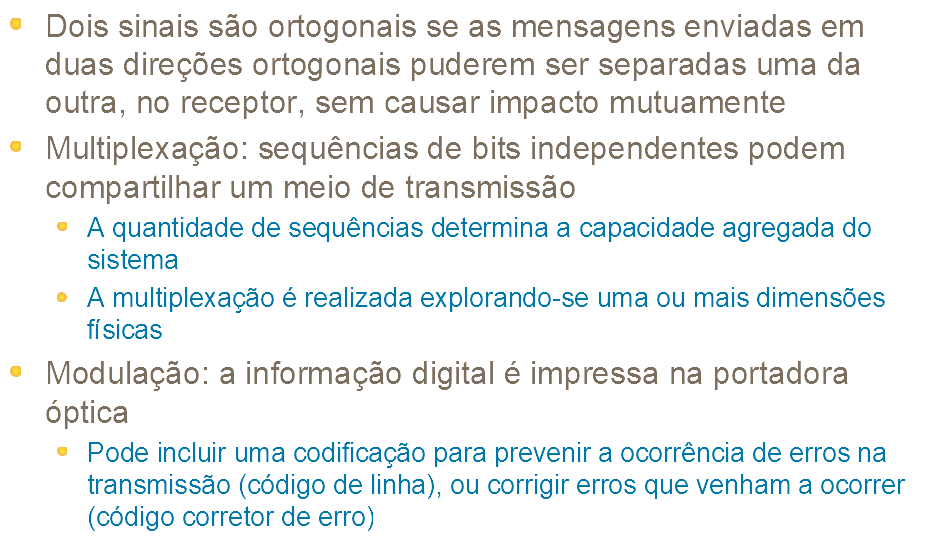 Dois sinais são ortogonais se as mensagens enviadas em
duas direções ortogonais puderem ser separadas uma da
outra, no receptor, sem causar impacto mutuamente
Multiplexação: sequências de bits independentes podem
compartilhar um meio de transmissão
A quantidade de sequências determina a capacidade agregada do
sistema
A multiplexação é realizada explorando-se uma ou mais dimensões
físicas
Modulação: a informação digital é impressa na portadora
óptica
Pode incluir uma codificação para prevenir a ocorrência de erros na
transmissão (código de linha), ou corrigir erros que venham a ocorrer
(código corretor de erro)